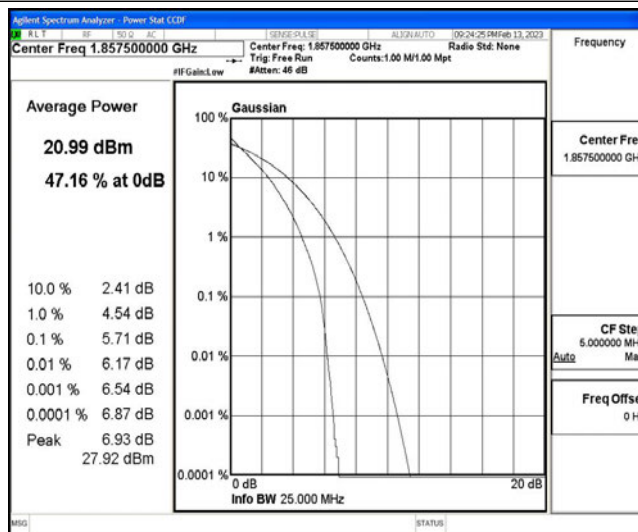 Agilent Spectrum Analyzer - Power Stat CCDF
RLT RF 50 Ω AC SENSE:PULSE ALIGN AUTO 09:24:25 PM Feb 13, 2023
Center Freq 1.857500000 GHz
Center Freq: 1.857500000 GHz Radio Std: None
Trig: Free Run Counts:1.00 M/1.00 Mpt
#IFGain:Low #Atten: 46 dB
Frequency
Average Power
20.99 dBm
47.16 % at 0dB
10.0 % 2.41 dB
1.0 % 4.54 dB
0.1 % 5.71 dB
0.01 % 6.17 dB
0.001 % 6.54 dB
0.0001 % 6.87 dB
Peak 6.93 dB
27.92 dBm
Gaussian
100 %
10 %
1 %
0.1 %
0.01 %
0.001 %
0.0001 %
0 dB 20 dB
Info BW 25.000 MHz
Center Fre
1.857500000 GH
CF Ste
5.000000 MH
Auto Ma
Freq Offse
0 H
MSG STATUS